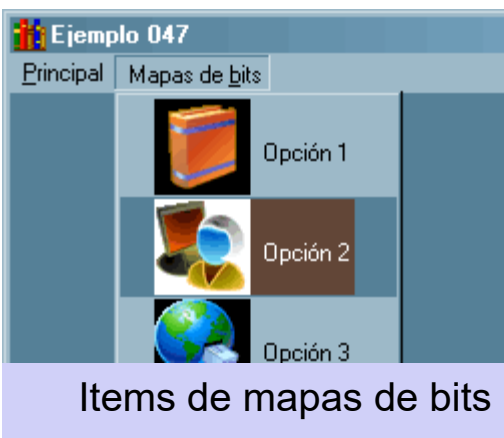 Ejemplo 047
Principal Mapas de bits
Opción 1
Opción 2
Opción 3
Items de mapas de bits